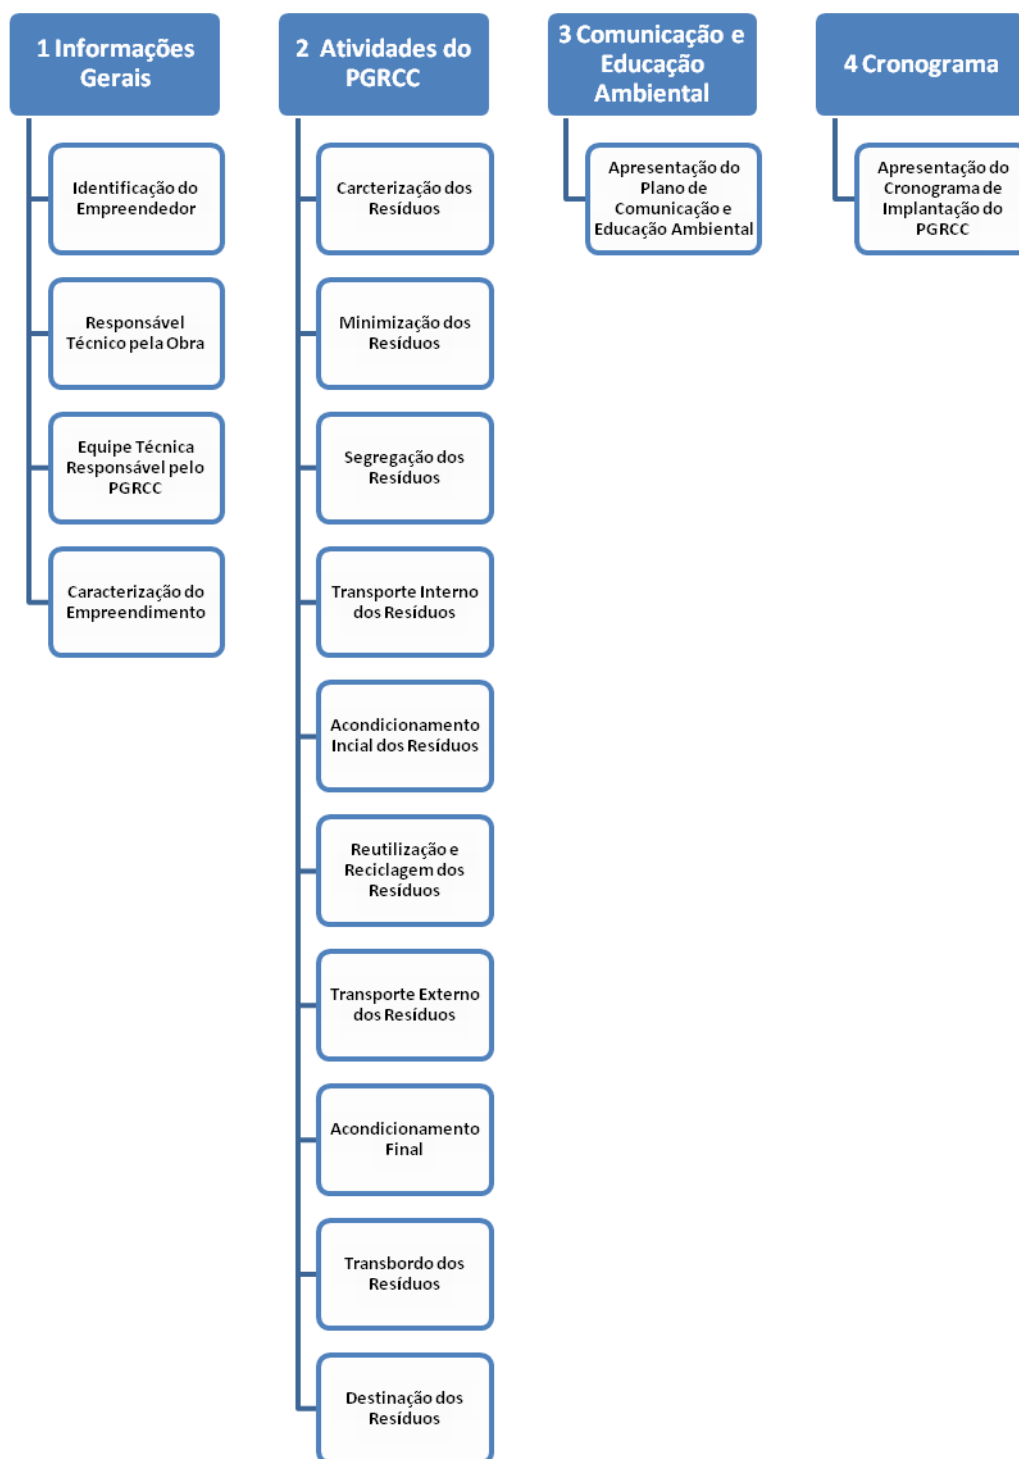 1 Informações
Gerais
Identificação do
Empreendedor
Responsável
Técnico pela Obra
Equipe Técnica
Responsável pelo
PGRCC
Caracterização do
Empreendimento
2 Atividades do
PGRCC
Carcterização dos
Resíduos
Minimização dos
Resíduos
Segregação dos
Resíduos
Transporte Interno
dos Resíduos
Acondicionamento
Incial dos Resíduos
Reutilização e
Reciclagem dos
Resíduos
Transporte Externo
dos Resíduos
Acondicionamento
Final
Transbordo dos
Resíduos
Destinação dos
Resíduos
3 Comunicação e
Educação
Ambiental
Apresentação do
Plano de
Comunicação e
Educação Ambiental
4 Cronograma
Apresentação do
Cronograma de
Implantação do
PGRCC